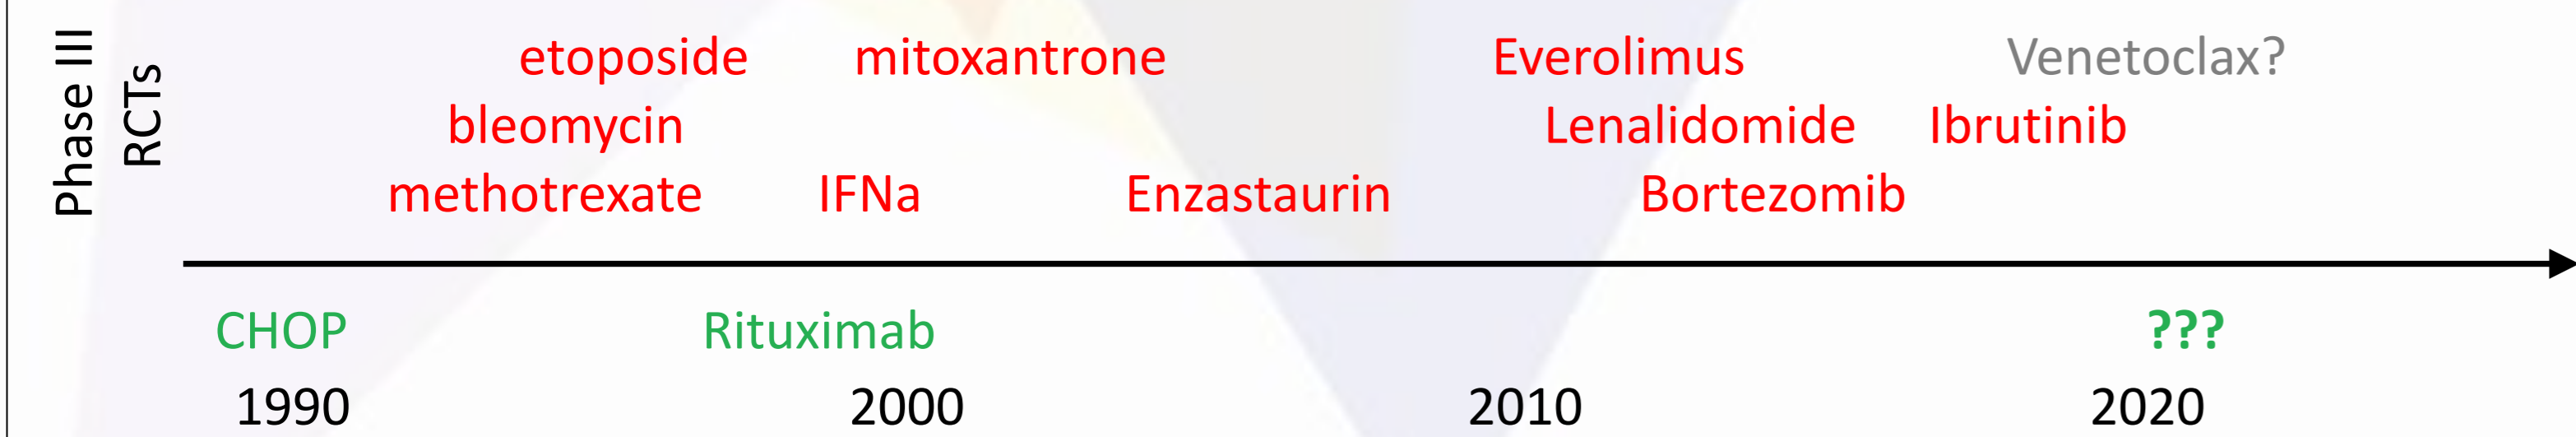 Phase III
RCTs
etoposide mitoxantrone Everolimus Venetoclax?
bleomycin Lenalidomide Ibrutinib
methotrexate IFNa Enzastaurin Bortezomib
CHOP Rituximab ???
1990 2000 2010 2020